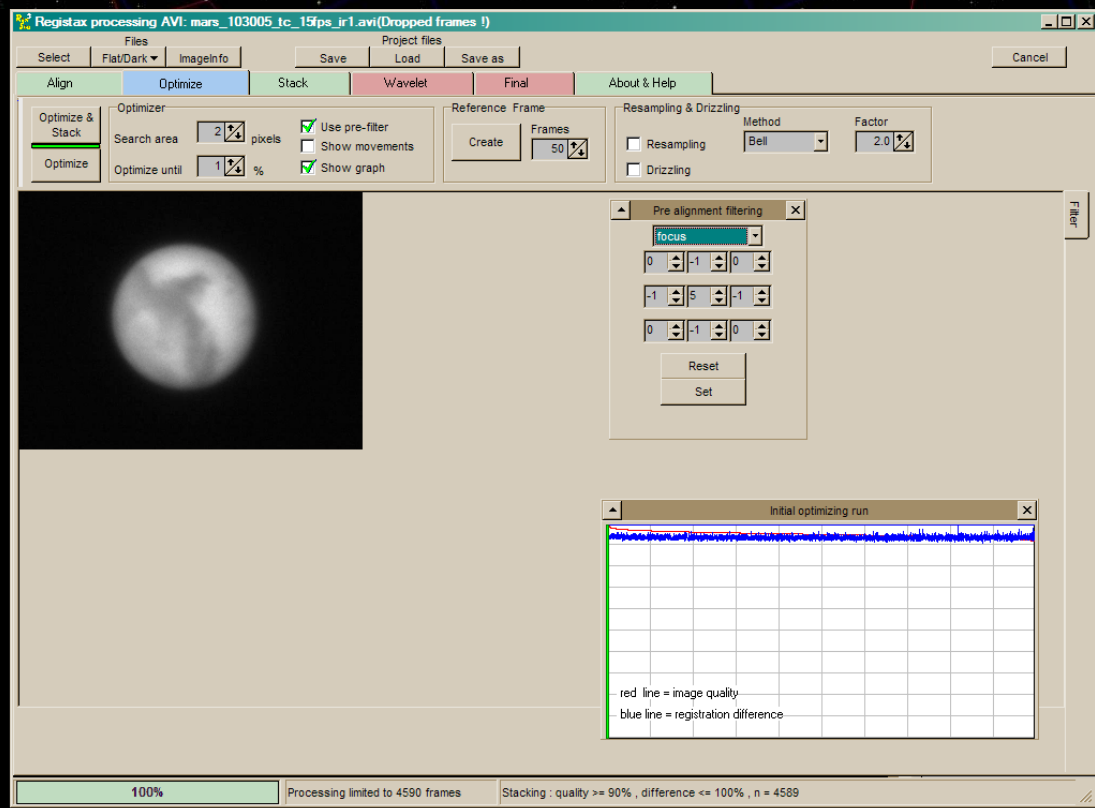 Registax processing AVI: mars_103005_tc_15fps_ir1.avi(Dropped frames !)
Files
Project files
Select Flat/Dark ImageInfo Save Load Save as Cancel
Align Optimize Stack Wavelet Final About & Help
Optimizer
Reference Frame
Resampling & Drizzling
Optimize & Stack
Search area 2 pixels
Use pre-filter
Show movements
Optimize
Optimize until 1 %
Show graph
Create
Frames
50
Resampling
Method
Bell
Factor
2.0
Drizzling
Filter
Pre alignment filtering
focus
0 -1 0
-1 5 -1
0 -1 0
Reset
Set
Initial optimizing run
red line = image quality
blue line = registration difference
100% Processing limited to 4590 frames Stacking : quality >= 90% , difference <= 100% , n = 4589